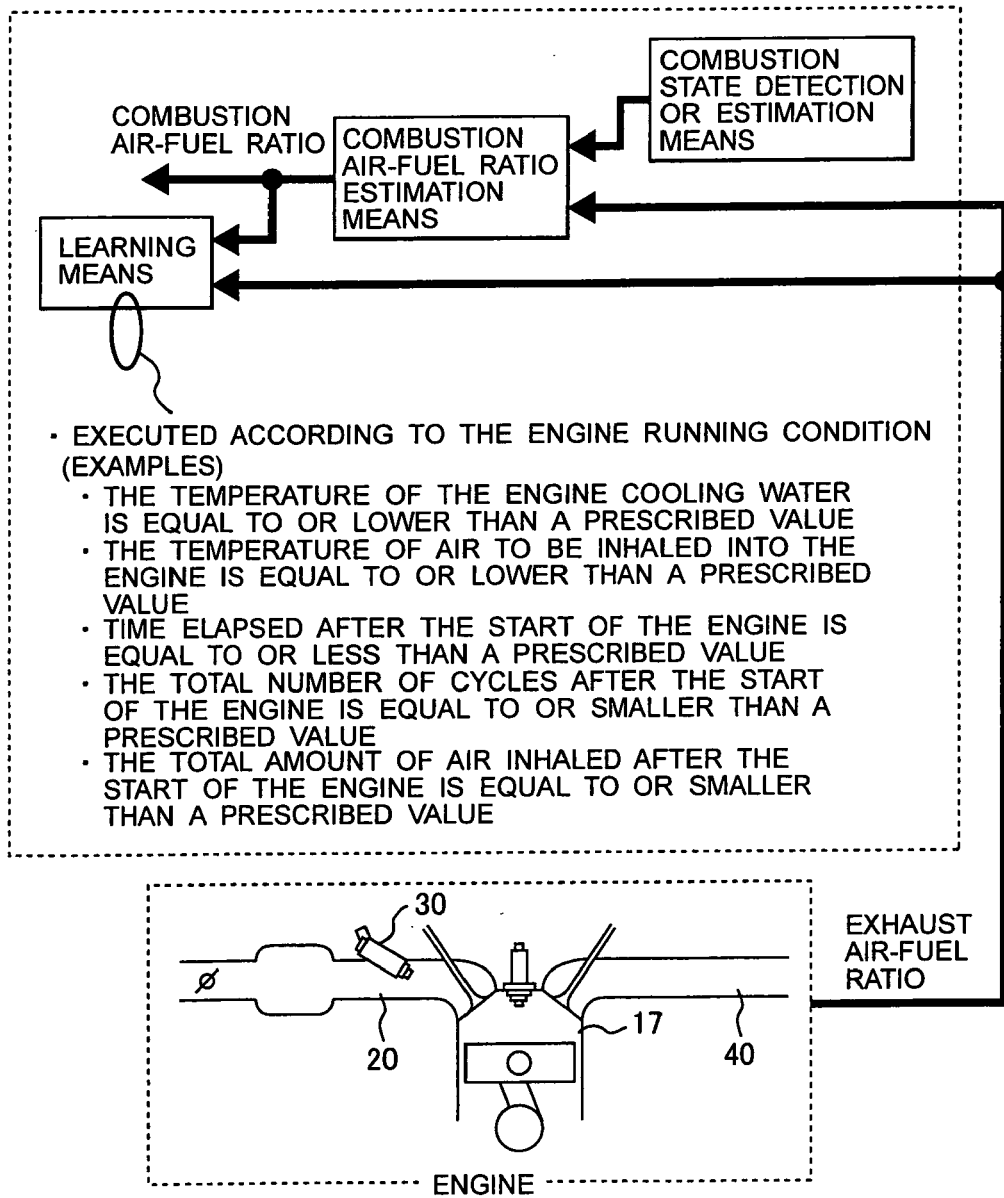 COMBUSTION
STATE DETECTION
OR ESTIMATION
MEANS
COMBUSTION
AIR-FUEL RATIO
COMBUSTION
AIR-FUEL RATIO
ESTIMATION
MEANS
LEARNING
MEANS
· EXECUTED ACCORDING TO THE ENGINE RUNNING CONDITION
(EXAMPLES)
· THE TEMPERATURE OF THE ENGINE COOLING WATER
IS EQUAL TO OR LOWER THAN A PRESCRIBED VALUE
· THE TEMPERATURE OF AIR TO BE INHALED INTO THE
ENGINE IS EQUAL TO OR LOWER THAN A PRESCRIBED
VALUE
· TIME ELAPSED AFTER THE START OF THE ENGINE IS
EQUAL TO OR LESS THAN A PRESCRIBED VALUE
· THE TOTAL NUMBER OF CYCLES AFTER THE START
OF THE ENGINE IS EQUAL TO OR SMALLER THAN A
PRESCRIBED VALUE
· THE TOTAL AMOUNT OF AIR INHALED AFTER THE
START OF THE ENGINE IS EQUAL TO OR SMALLER
THAN A PRESCRIBED VALUE
30
EXHAUST
AIR-FUEL
RATIO
17
20
40
ENGINE